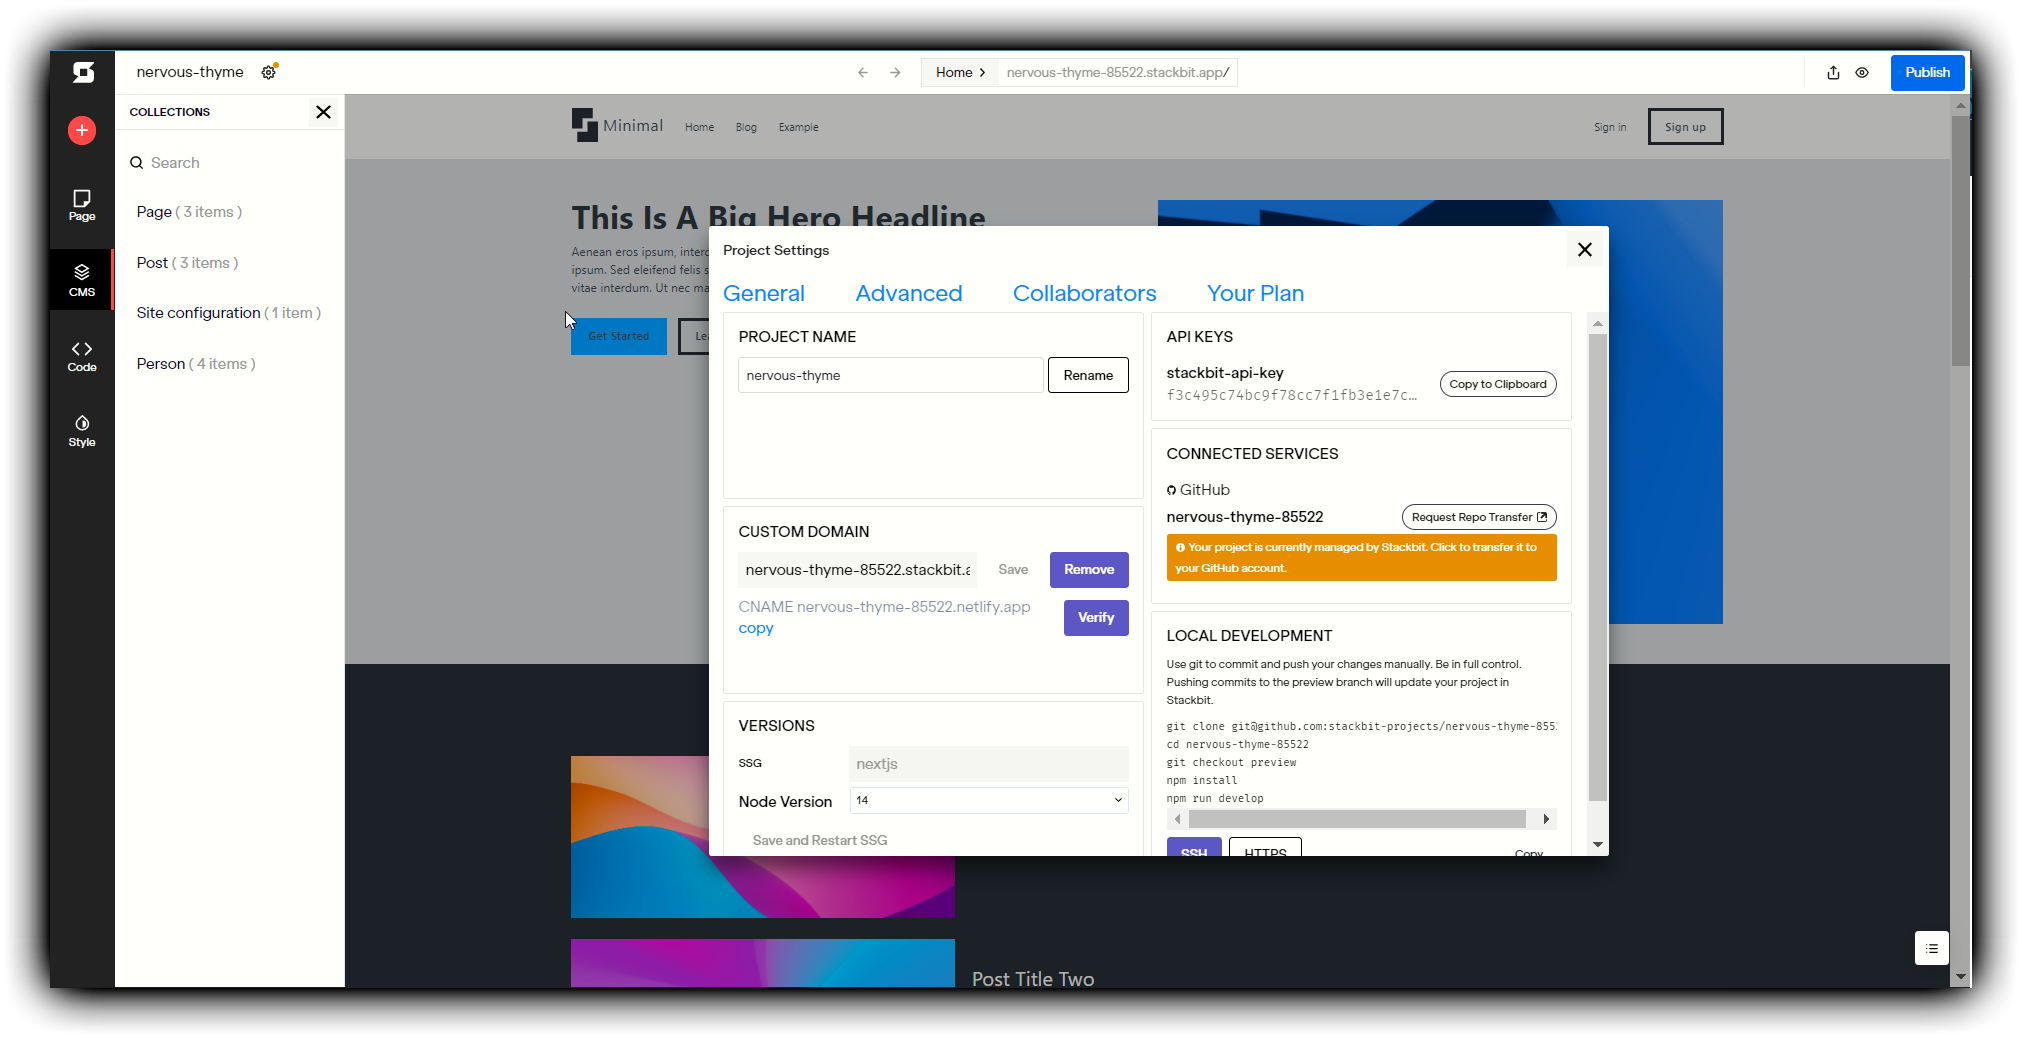 nervous-thyme
Home
nervous-thyme-85522.stackbit.app/
Publish
COLLECTIONS
Search
Page ( 3 items )
Post ( 3 items )
Site configuration ( 1 item )
Person ( 4 items )
Page
CMS
Code
Style
Minimal
Home
Blog
Example
Sign in
Sign up
This Is A Big Hero Headline
Aenean eros ipsum, interd
ipsum. Sed eleifend felis s
vitae interdum. Ut nec ma
Get Started
Le
Project Settings
General
Advanced
Collaborators
Your Plan
PROJECT NAME
nervous-thyme
Rename
CUSTOM DOMAIN
nervous-thyme-85522.stackbit.a
Save
Remove
CNAME nervous-thyme-85522.netlify.app
copy
Verify
VERSIONS
SSG
nextjs
Node Version
14
Save and Restart SSG
API KEYS
stackbit-api-key
f3c495c74bc9f78cc7f1fb3e1e7c…
Copy to Clipboard
CONNECTED SERVICES
GitHub
nervous-thyme-85522
Request Repo Transfer
Your project is currently managed by Stackbit. Click to transfer it to
your GitHub account.
LOCAL DEVELOPMENT
Use git to commit and push your changes manually. Be in full control.
Pushing commits to the preview branch will update your project in
Stackbit.
git clone git@github.com:stackbit-projects/nervous-thyme-855
cd nervous-thyme-85522
git checkout preview
npm install
npm run develop
SSH
HTTPS
Copy
Post Title Two